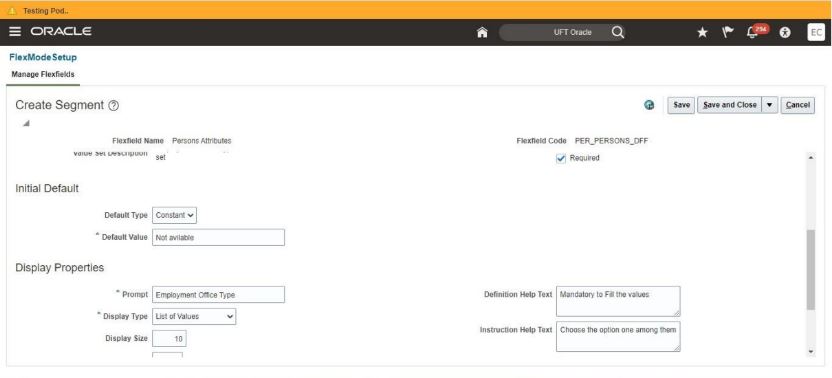 Testing Pod..
ORACLE
UFT Oracle
294
EC
FlexModeSetup
Manage Flexfields
Create Segment
Save Save and Close Cancel
Flexfield Name Persons Attributes
Flexfield Code PER_PERSONS_DFF
Value Set Description set
Required
Initial Default
Default Type Constant
* Default Value Not avilable
Display Properties
* Prompt Employment Office Type
Definition Help Text Mandatory to Fill the values
* Display Type List of Values
Instruction Help Text Choose the option one among them
Display Size 10